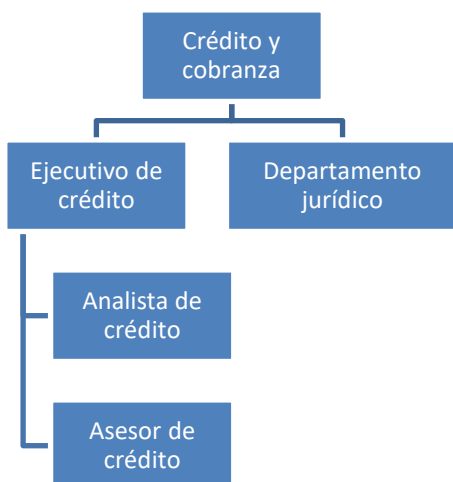 Crédito y
cobranza
Ejecutivo de
crédito
Departamento
jurídico
Analista de
crédito
Asesor de
crédito